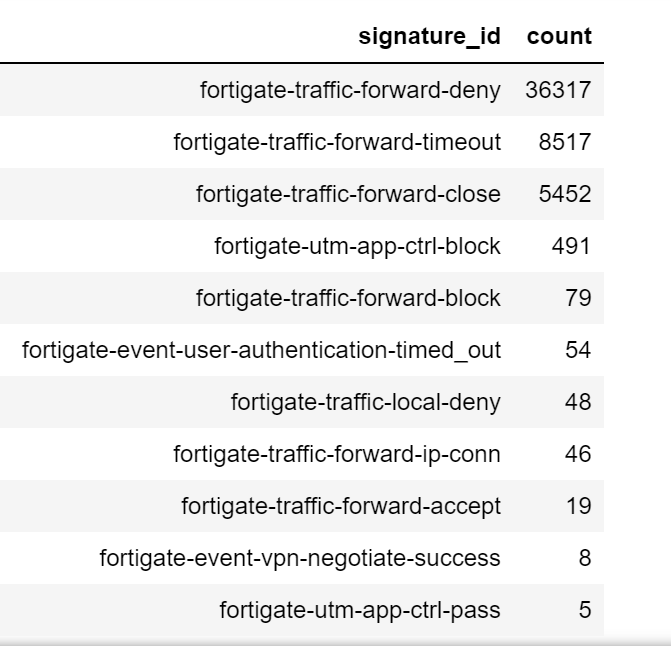 signature_id count
fortigate-traffic-forward-deny 36317
fortigate-traffic-forward-timeout 8517
fortigate-traffic-forward-close 5452
fortigate-utm-app-ctrl-block 491
fortigate-traffic-forward-block 79
fortigate-event-user-authentication-timed_out 54
fortigate-traffic-local-deny 48
fortigate-traffic-forward-ip-conn 46
fortigate-traffic-forward-accept 19
fortigate-event-vpn-negotiate-success 8
fortigate-utm-app-ctrl-pass 5